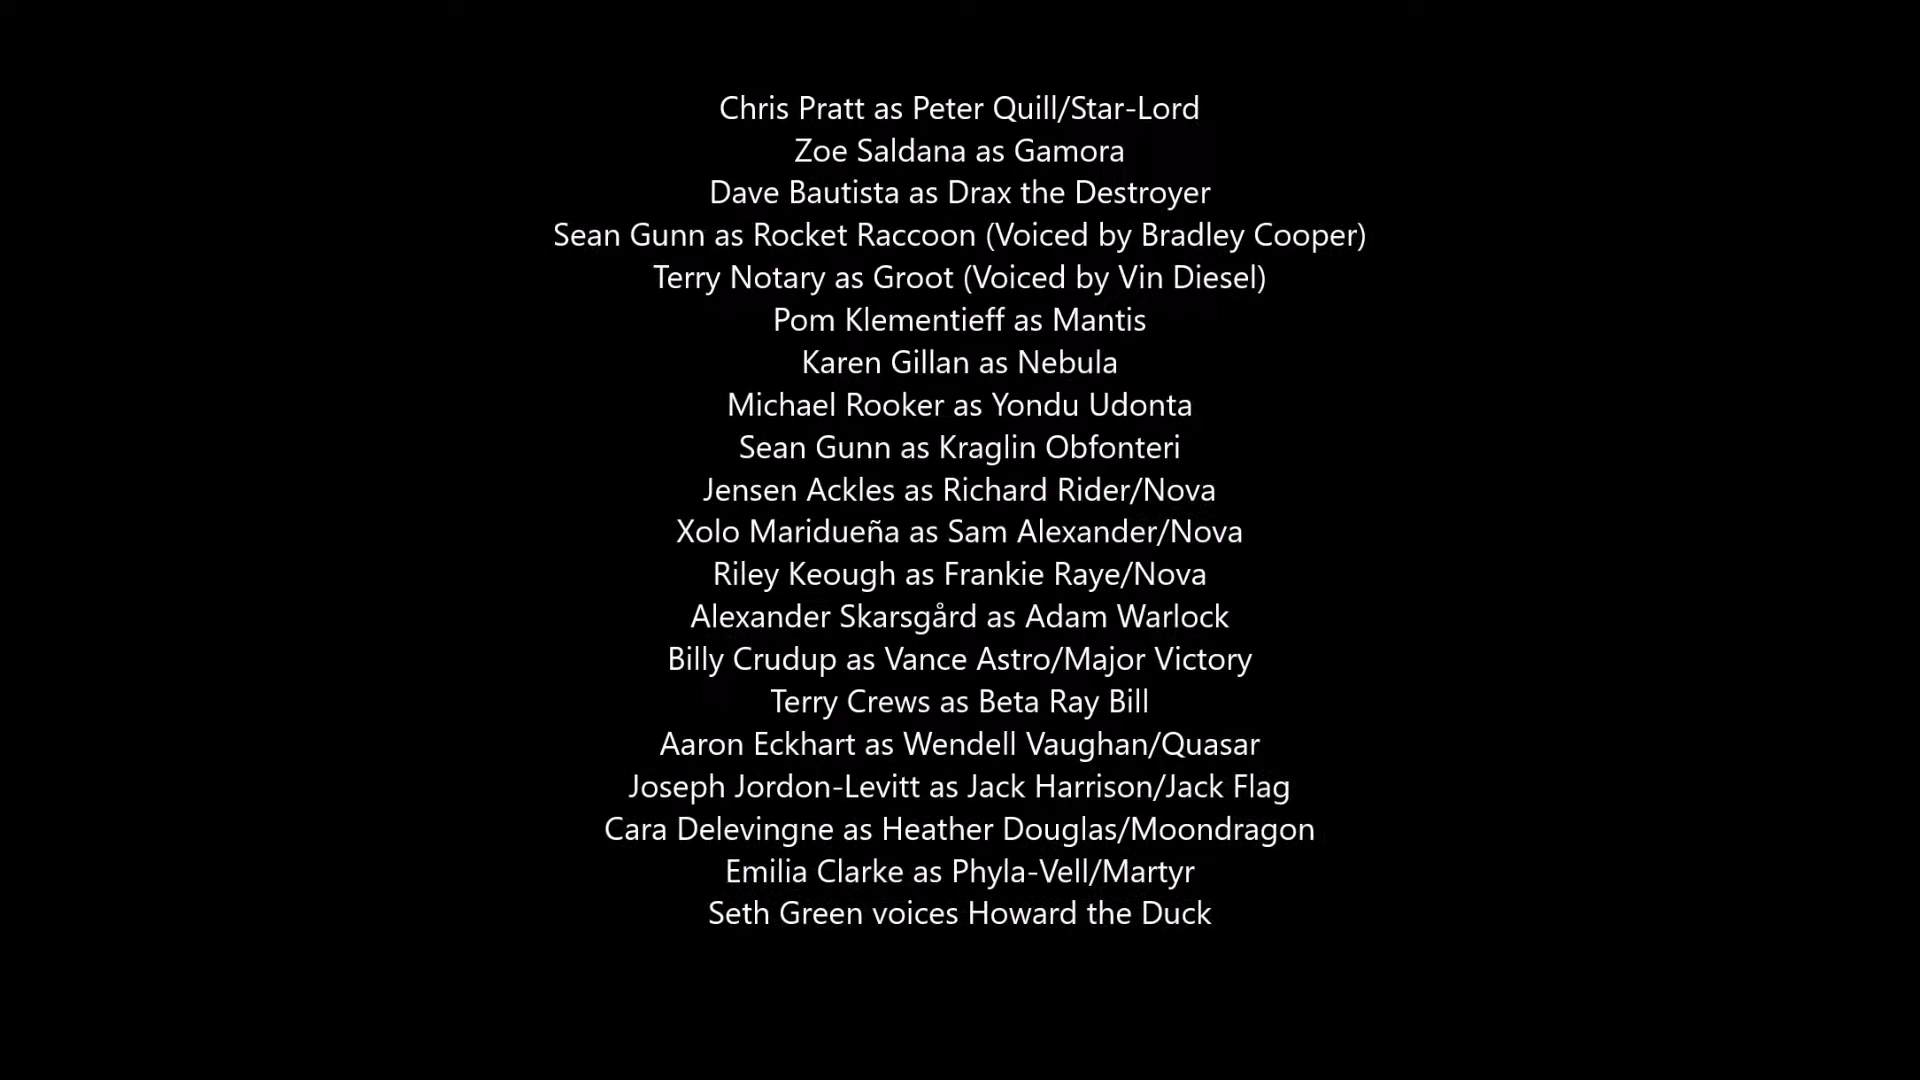 Chris Pratt as Peter Quill/Star-Lord
Zoe Saldana as Gamora
Dave Bautista as Drax the Destroyer
Sean Gunn as Rocket Raccoon (Voiced by Bradley Cooper)
Terry Notary as Groot (Voiced by Vin Diesel)
Pom Klementieff as Mantis
Karen Gillan as Nebula
Michael Rooker as Yondu Udonta
Sean Gunn as Kraglin Obfonteri
Jensen Ackles as Richard Rider/Nova
Xolo Maridueña as Sam Alexander/Nova
Riley Keough as Frankie Raye/Nova
Alexander Skarsgård as Adam Warlock
Billy Crudup as Vance Astro/Major Victory
Terry Crews as Beta Ray Bill
Aaron Eckhart as Wendell Vaughan/Quasar
Joseph Jordon-Levitt as Jack Harrison/Jack Flag
Cara Delevingne as Heather Douglas/Moondragon
Emilia Clarke as Phyla-Vell/Martyr
Seth Green voices Howard the Duck